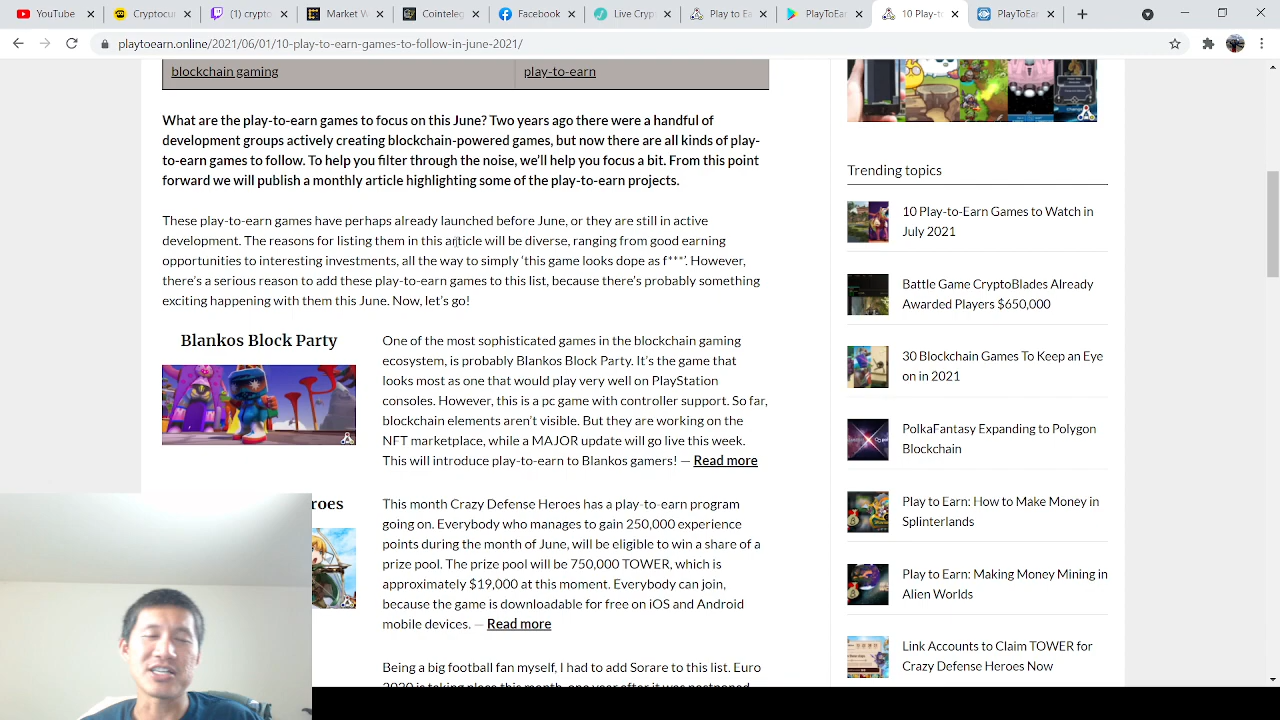 YouTube
Cryptocur
(1) crypto
Market W
Cointeleg
Facebook
Live Cryp
Play to Ea
PlayToEar
10 Play-to
PlayToEar
playtoearn.online/2021/06/01/10-play-to-earn-games-to-follow-in-june-2021/
blockchain gaming
play-to-earn
What are the play-to-earn games to focus on this June? Two years ago there were a handful of
development groups actively creating blockchain-powered games, but now there are all kinds of play-
to-earn games to follow. To help you filter through the noise, we'll help you focus a bit. From this point
forward we will publish a monthly article highlighting some of the play-to-earn projects.
These play-to-earn games have perhaps already launched before June, or they are still in active
development. The reasons for listing them in this article will be diverse, ranging from good earning
opportunities to interesting investments, all the way to simply 'this game looks dope as f***'. However,
there's a serious reason to add these play-to-earn games to this list, because there's probably something
exciting happening with them this June. Now, let's go!
Blankos Block Party
One of the most sophisticated games in the blockchain gaming
ecosystem, is probably Blankos Block Party. It's the game that
looks most as one that would play very well on PlayStation
consoles. However, this is a pc game with controller support. So far,
blockchain elements aren't visible. But they are working on the
NFT marketplace, while a MAJOR update will go live this week.
This will introduce play-to-earn to Blankos gamers! — Read more
roes
This month Crazy Defense Heroes has a play-to-earn program
going on. Everybody who manages to gain 250,000 experience
points during the month of June, will be eligible to win a share of a
prize pool. The prize pool will be 750,000 TOWER, which is
approximately $19,000 at this moment. Everybody can join,
because the game is downloadable for free on iOS and Android
mobile devices. — Read more
Being a big football fan myself, I had to add Sorare to this list. Euro
Trending topics
10 Play-to-Earn Games to Watch in
July 2021
Battle Game CryptoBlades Already
Awarded Players $650,000
30 Blockchain Games To Keep an Eye
on in 2021
PolkaFantasy Expanding to Polygon
Blockchain
Play to Earn: How to Make Money in
Splinterlands
Play to Earn: Making Money Mining in
Alien Worlds
Link Accounts to Claim TOWER for
Crazy Defense Heroes Now